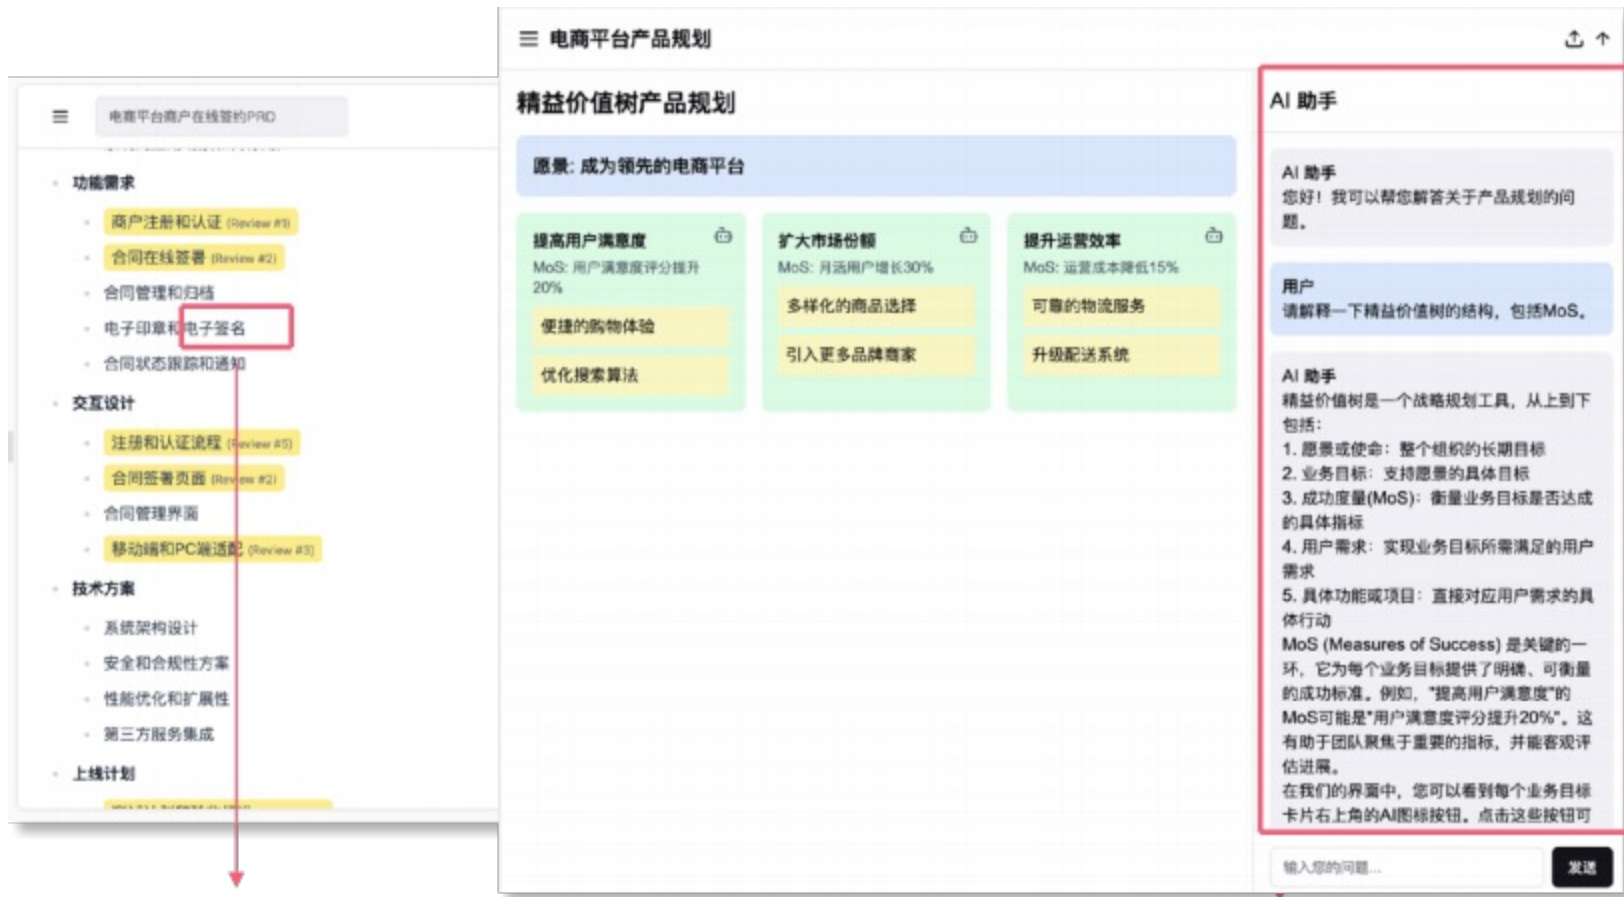 电商平台商户在线签约PRD
功能需求
商户注册和认证 (Review #1)
合同在线签署 (Review #2)
合同管理和归档
电子印章和电子签名
合同状态跟踪和通知
交互设计
注册和认证流程 (Review #5)
合同签署页面 (Review #2)
合同管理界面
移动端和PC端适配 (Review #3)
技术方案
系统架构设计
安全和合规性方案
性能优化和扩展性
第三方服务集成
上线计划
电商平台产品规划
精益价值树产品规划
愿景: 成为领先的电商平台
提高用户满意度
MoS: 用户满意度评分提升
20%
便捷的购物体验
优化搜索算法
扩大市场份额
MoS: 月活用户增长30%
多样化的商品选择
引入更多品牌商家
提升运营效率
MoS: 运营成本降低15%
可靠的物流服务
升级配送系统
AI 助手
AI 助手
您好！我可以帮您解答关于产品规划的问
题。
用户
请解释一下精益价值树的结构，包括MoS。
AI 助手
精益价值树是一个战略规划工具，从上到下
包括：
1. 愿景或使命：整个组织的长期目标
2. 业务目标：支持愿景的具体目标
3. 成功度量(MoS)：衡量业务目标是否达成
的具体指标
4. 用户需求：实现业务目标所需满足的用户
需求
5. 具体功能或项目：直接对应用户需求的具
体行动
MoS (Measures of Success) 是关键的一
环，它为每个业务目标提供了明确、可衡量
的成功标准。例如，"提高用户满意度"的
MoS可能是"用户满意度评分提升20%"。这
有助于团队聚焦于重要的指标，并能客观评
估进展。
在我们的界面中，您可以看到每个业务目标
卡片右上角的AI图标按钮。点击这些按钮可
输入您的问题...
发送